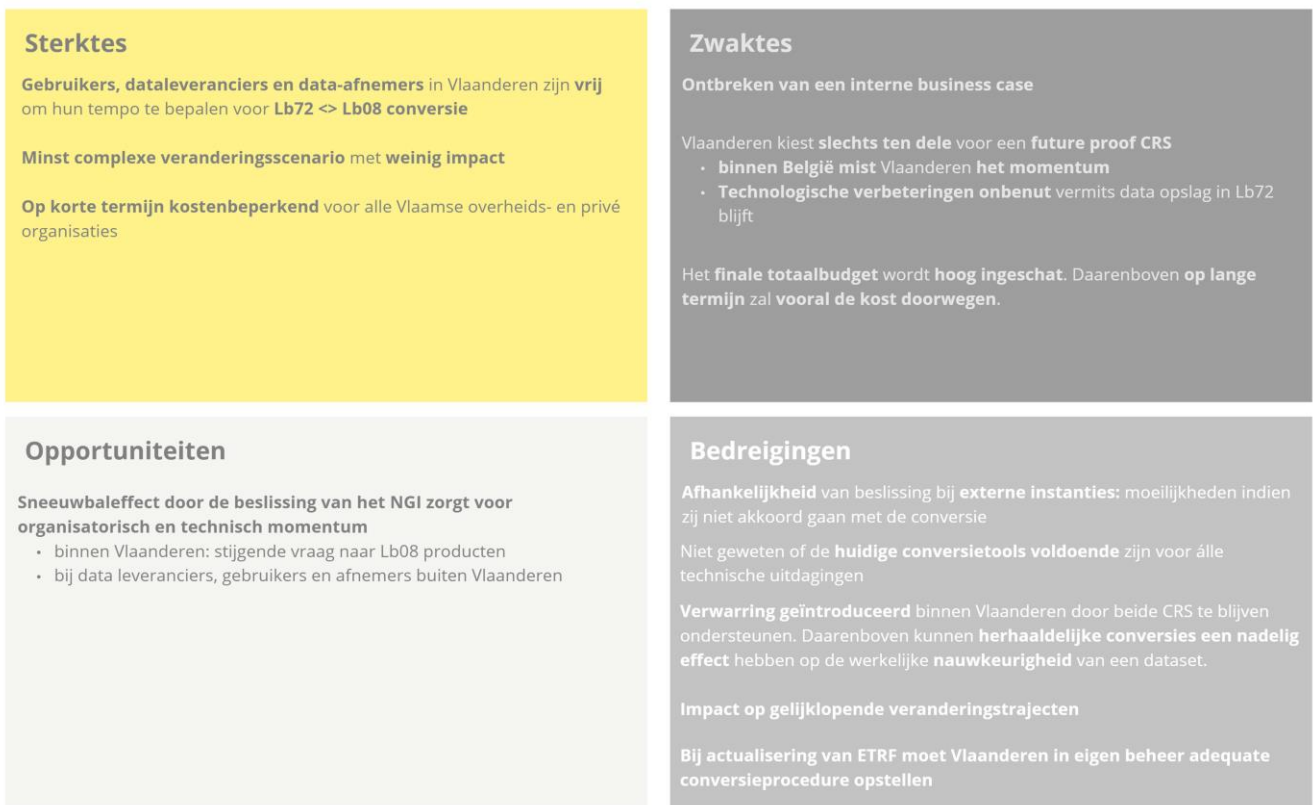 Sterktes
Gebruikers, dataleveranciers en data-afnemers in Vlaanderen zijn vrij
om hun tempo te bepalen voor Lb72 <> Lb08 conversie
Minst complexe veranderingsscenario met weinig impact
Op korte termijn kostenbeperkend voor alle Vlaamse overheids- en privé
organisaties
Zwaktes
Ontbreken van een interne business case
Vlaanderen kiest slechts ten dele voor een future proof CRS
• binnen België mist Vlaanderen het momentum
• Technologische verbeteringen onbenut vermits data opslag in Lb72
blijft
Het finale totaalbudget wordt hoog ingeschat. Daarenboven op lange
termijn zal vooral de kost doorwegen.
Opportuniteiten
Sneeuwbaleffect door de beslissing van het NGI zorgt voor
organisatorisch en technisch momentum
• binnen Vlaanderen: stijgende vraag naar Lb08 producten
• bij data leveranciers, gebruikers en afnemers buiten Vlaanderen
Bedreigingen
Afhankelijkheid van beslissing bij externe instanties: moeilijkheden indien
zij niet akkoord gaan met de conversie
Niet geweten of de huidige conversietools voldoende zijn voor álle
technische uitdagingen
Verwarring geïntroduceerd binnen Vlaanderen door beide CRS te blijven
ondersteunen. Daarenboven kunnen herhaaldelijke conversies een nadelig
effect hebben op de werkelijke nauwkeurigheid van een dataset.
Impact op gelijklopende veranderingstrajecten
Bij actualisering van ETRF moet Vlaanderen in eigen beheer adequate
conversieprocedure opstellen